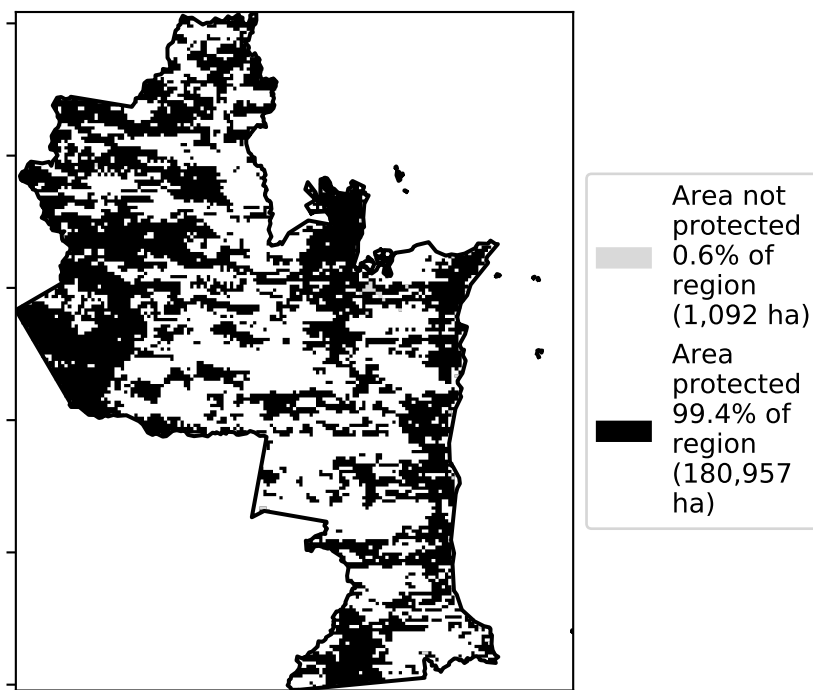 Area not
protected
0.6% of
region
(1,092 ha)
Area
protected
99.4% of
region
(180,957
ha)